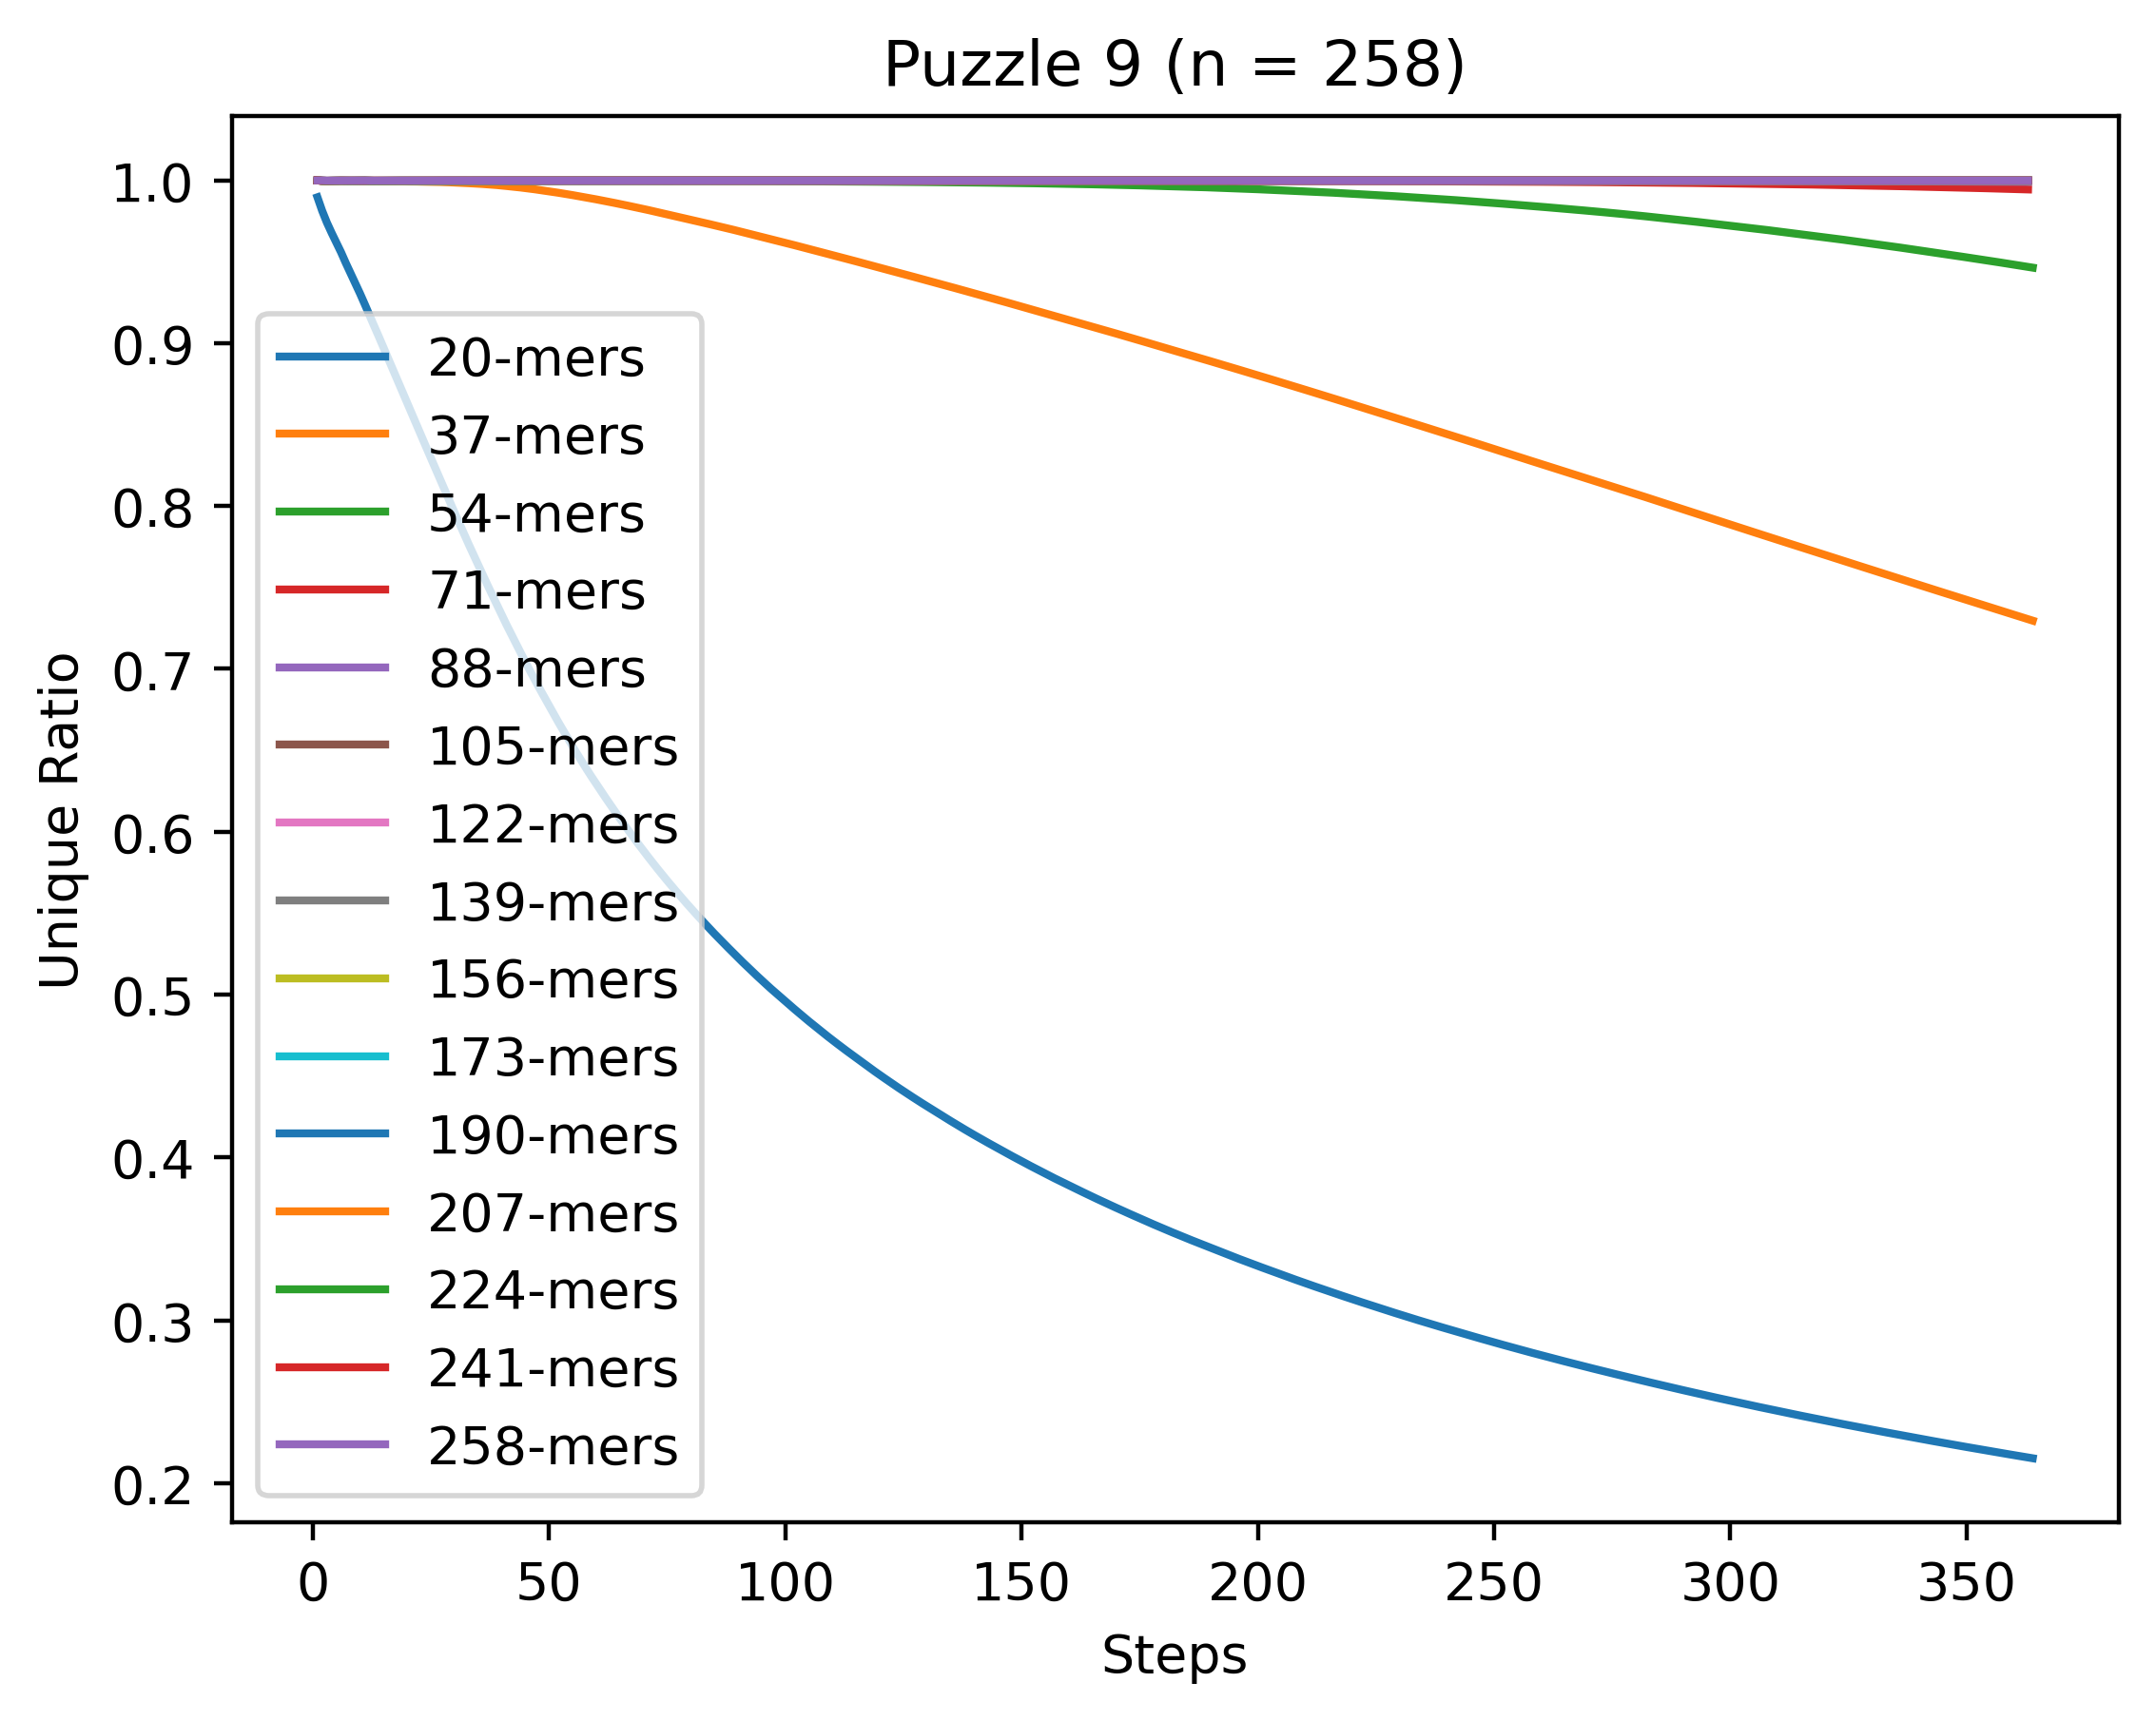 Puzzle 9 (n = 258)
Unique Ratio
1.0
0.9
0.8
0.7
0.6
0.5
0.4
0.3
0.2
20-mers
37-mers
54-mers
71-mers
88-mers
105-mers
122-mers
139-mers
156-mers
173-mers
190-mers
207-mers
224-mers
241-mers
258-mers
0 50 100 150 200 250 300 350
Steps